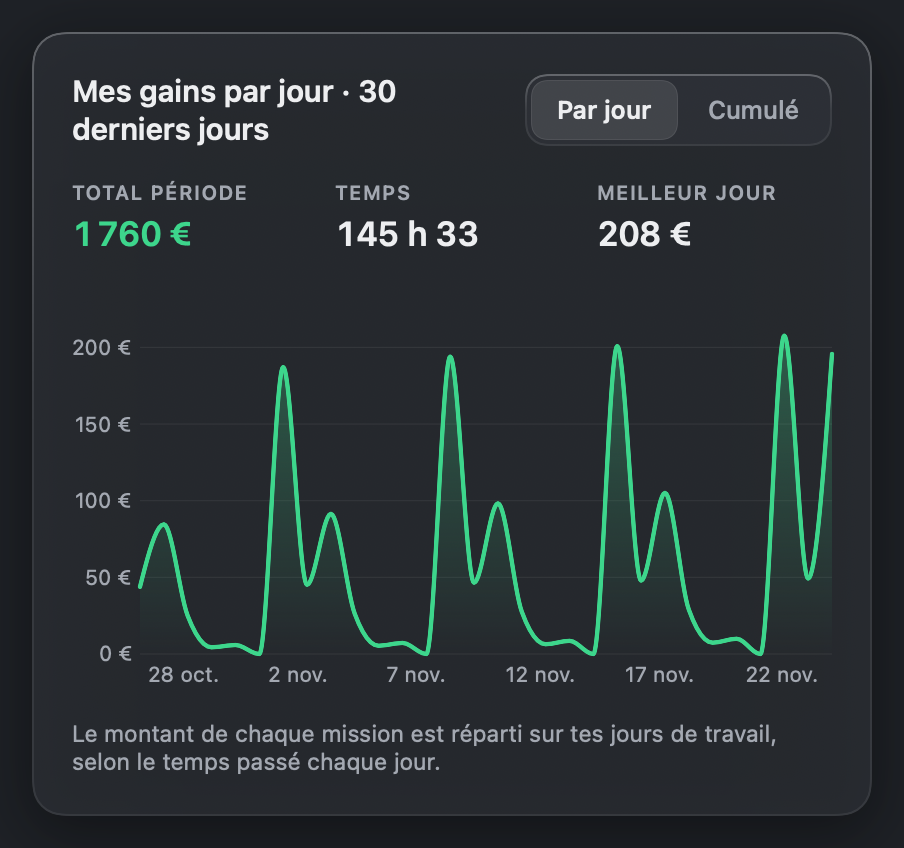 Mes gains par jour · 30
derniers jours
Par jour
Cumulé
TOTAL PÉRIODE
TEMPS
MEILLEUR JOUR
1 760 €
145 h 33
208 €
200 €
150 €
100 €
50 €
0 €
28 oct.
2 nov.
7 nov.
12 nov.
17 nov.
22 nov.
Le montant de chaque mission est réparti sur tes jours de travail,
selon le temps passé chaque jour.